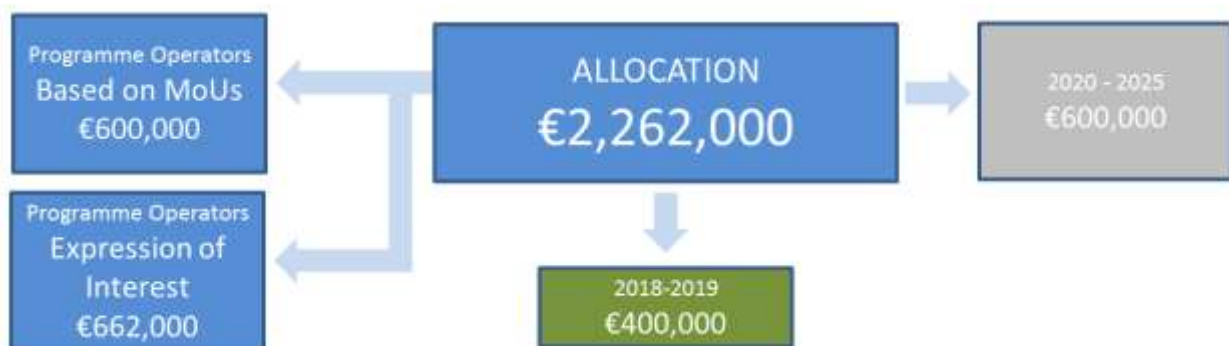 Programme Operators
Based on MoUs
€600,000
Programme Operators
Expression of
Interest
€662,000
ALLOCATION
€2,262,000
2018-2019
€400,000
2020 - 2025
€600,000